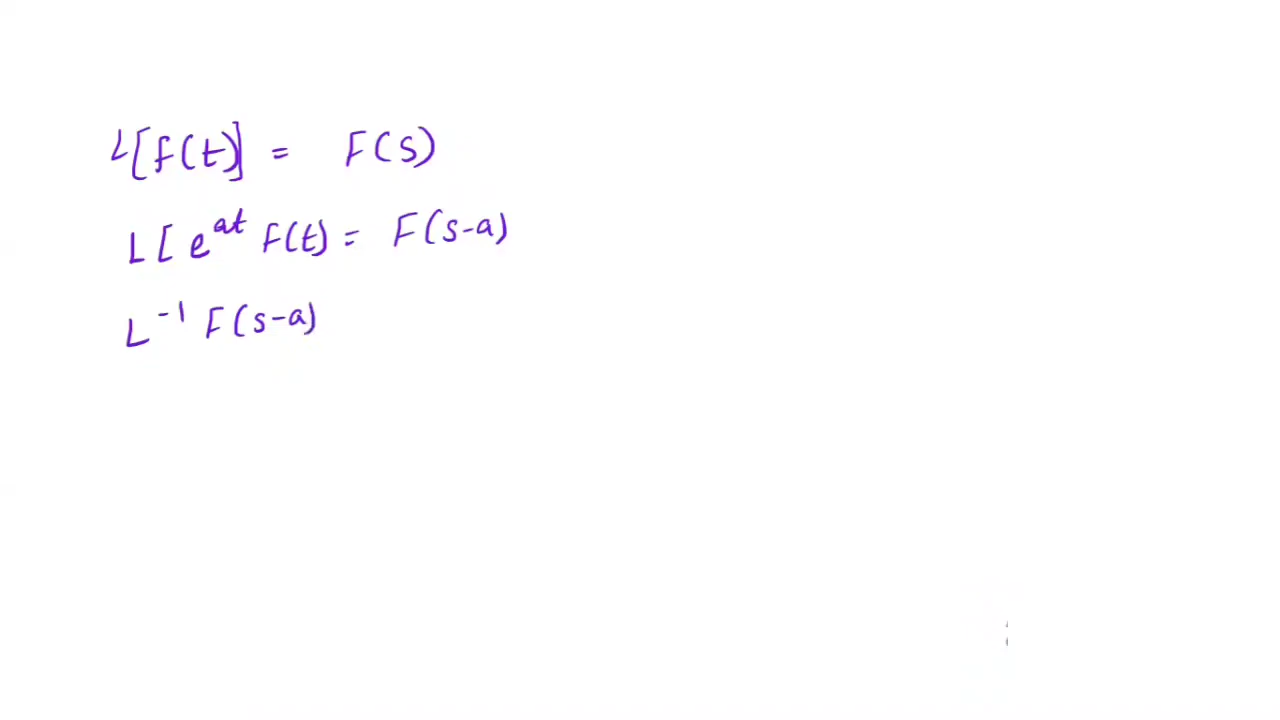 L[F(t)] = F(s)
L[ e^at F(t) = F(s-a)
L^-1 F(s-a)